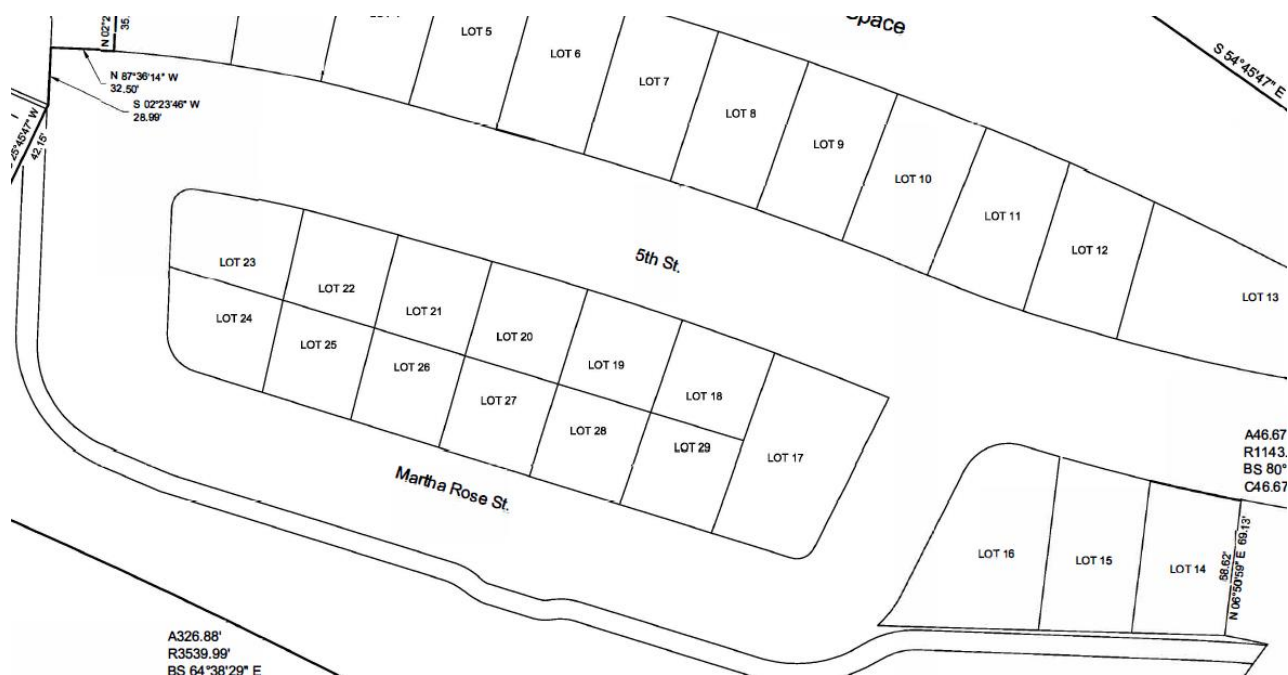 N 02°2
35.
LOT 5
Space
LOT 6
S 54°45'47" E
N 87°36'14" W
32.50'
S 02°23'46" W
28.99'
25°45'47" W
42.15'
LOT 7
LOT 8
LOT 9
LOT 10
LOT 11
LOT 12
LOT 13
5th St.
LOT 23
LOT 22
LOT 21
LOT 20
LOT 19
LOT 18
LOT 17
LOT 24
LOT 25
LOT 26
LOT 27
LOT 28
LOT 29
Martha Rose St.
A46.67
R1143.
BS 80°
C46.67
LOT 16
LOT 15
LOT 14
68.62'
N 06°50'59" E 69.13'
A326.88'
R3539.99'
BS 64°38'29" E